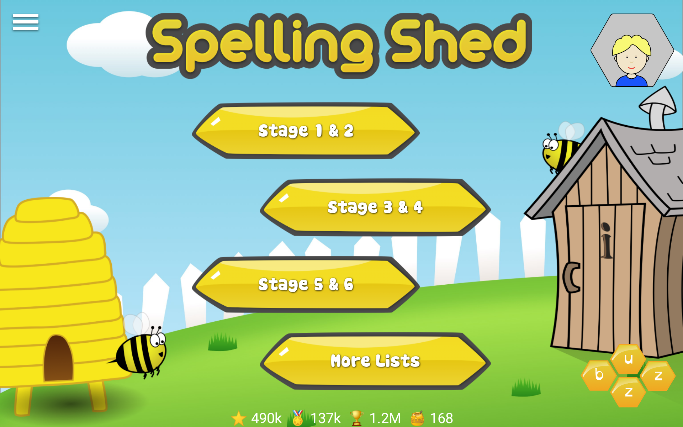 Spelling Shed
Stage 1 & 2
Stage 3 & 4
i
Stage 5 & 6
More Lists
b u z z
490k 137k 1.2M 168